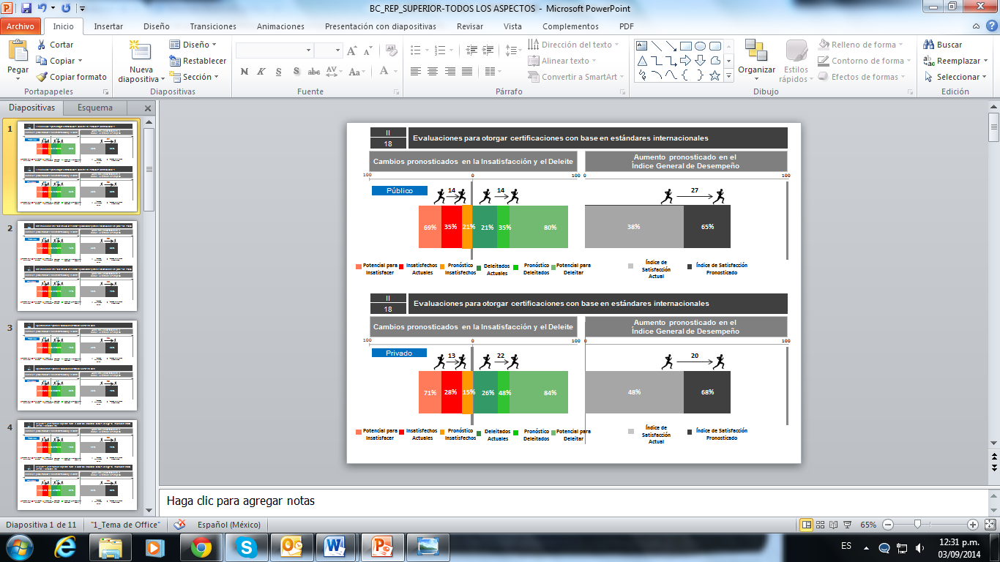 BC_REP_SUPERIOR-TODOS LOS ASPECTOS - Microsoft PowerPoint
Archivo Inicio Insertar Diseño Transiciones Animaciones Presentación con diapositivas Revisar Vista Complementos PDF
Pegar
Cortar
Copiar
Copiar formato
Portapapeles
Nueva
diapositiva
Diseño
Restablecer
Sección
Diapositivas
N K S S abc AV Aa A
Fuente
Dirección del texto
Alinear texto
Convertir a SmartArt
Párrafo
Organizar
Estilos
rápidos
Relleno de forma
Contorno de forma
Efectos de formas
Dibujo
Buscar
Reemplazar
Seleccionar
Edición
Diapositivas Esquema
1
2
3
4
II
18
Evaluaciones para otorgar certificaciones con base en estándares internacionales
Cambios pronosticados en la Insatisfacción y el Deleite
Aumento pronosticado en el
Índice General de Desempeño
100 0 100 0 100
Público
14 14 27
69% 35% 21% 21% 35% 80% 38% 65%
Potencial para
Insatisfacer
Insatisfechos
Actuales
Pronóstico
Insatisfechos
Deleitados
Actuales
Pronóstico
Deleitados
Potencial para
Deleitar
Índice de
Satisfacción
Actual
Índice de Satisfacción
Pronosticado
II
18
Evaluaciones para otorgar certificaciones con base en estándares internacionales
Cambios pronosticados en la Insatisfacción y el Deleite
Aumento pronosticado en el
Índice General de Desempeño
100 0 100 0 100
Privado
13 22 20
71% 28% 15% 26% 48% 84% 48% 68%
Potencial para
Insatisfacer
Insatisfechos
Actuales
Pronóstico
Insatisfechos
Deleitados
Actuales
Pronóstico
Deleitados
Potencial para
Deleitar
Índice de
Satisfacción
Actual
Índice de Satisfacción
Pronosticado
Haga clic para agregar notas
Diapositiva 1 de 11 "1_Tema de Office" Español (México) 65%
ES
12:31 p.m.
03/09/2014